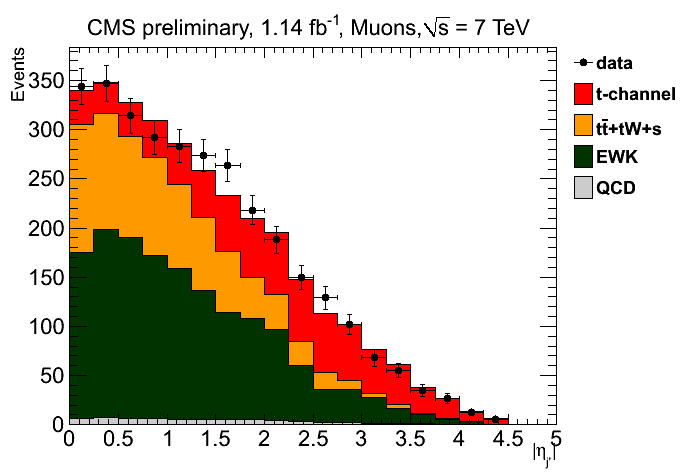 CMS preliminary, 1.14 fb⁻¹, Muons, √s = 7 TeV
Events
350
300
250
200
150
100
50
0
0 0.5 1 1.5 2 2.5 3 3.5 4 4.5 5
|η_j'|
data
t-channel
tt̄+tW+s
EWK
QCD